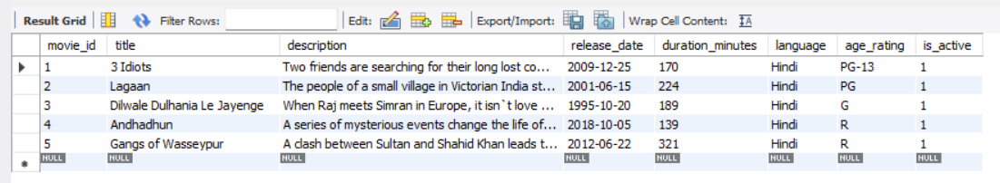 Result Grid Filter Rows: Edit: Export/Import: Wrap Cell Content: IA
movie_id title description release_date duration_minutes language age_rating is_active
1 3 Idiots Two friends are searching for their long lost co... 2009-12-25 170 Hindi PG-13 1
2 Lagaan The people of a small village in Victorian India st... 2001-06-15 224 Hindi PG 1
3 Dilwale Dulhania Le Jayenge When Raj meets Simran in Europe, it isn`t love ... 1995-10-20 189 Hindi G 1
4 Andhadhun A series of mysterious events change the life of... 2018-10-05 139 Hindi R 1
5 Gangs of Wasseypur A clash between Sultan and Shahid Khan leads t... 2012-06-22 321 Hindi R 1
NULL NULL NULL NULL NULL NULL NULL NULL